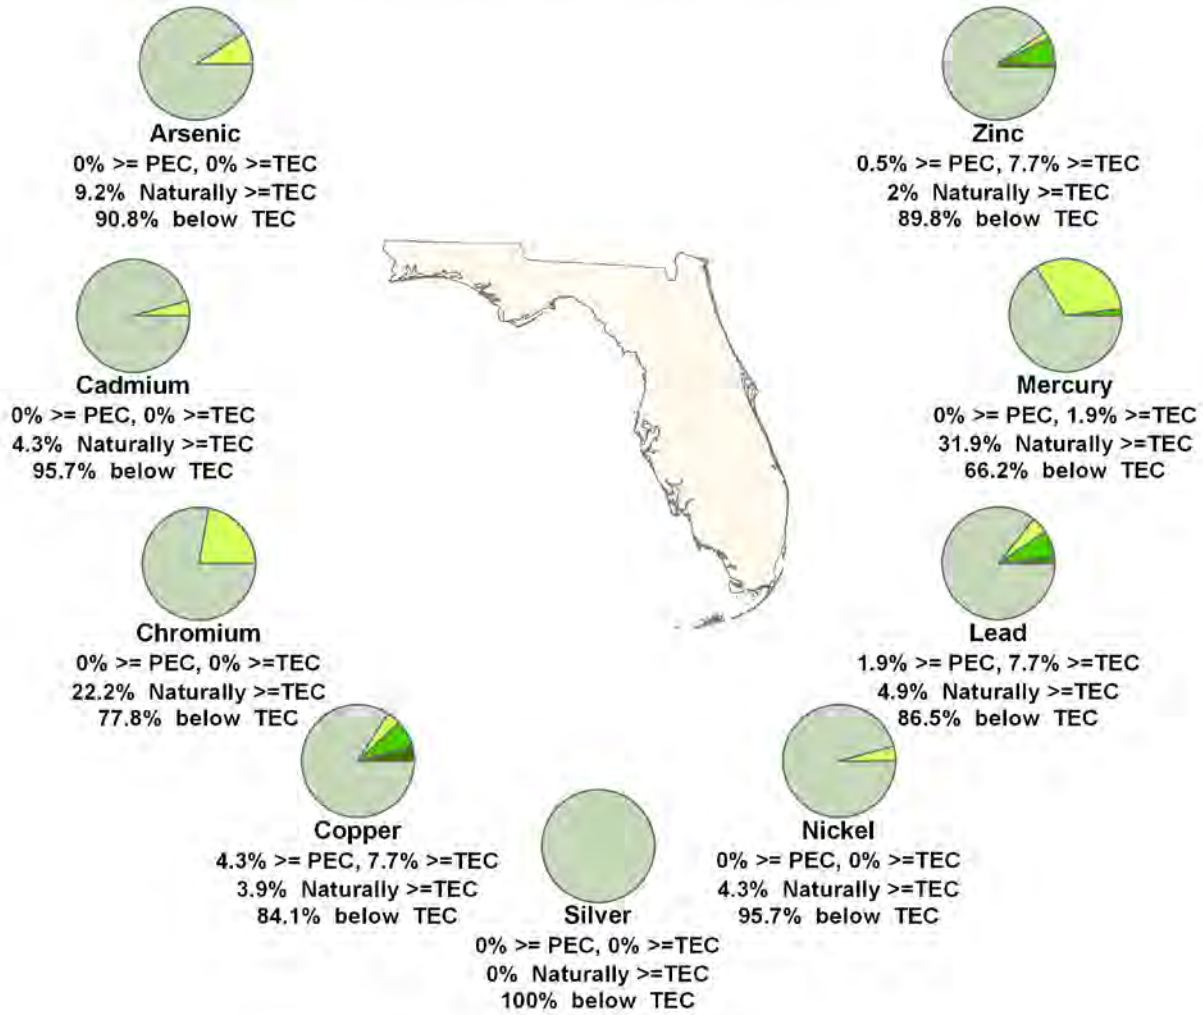 Arsenic
0% >= PEC, 0% >=TEC
9.2% Naturally >=TEC
90.8% below TEC
Zinc
0.5% >= PEC, 7.7% >=TEC
2% Naturally >=TEC
89.8% below TEC
Cadmium
0% >= PEC, 0% >=TEC
4.3% Naturally >=TEC
95.7% below TEC
Mercury
0% >= PEC, 1.9% >=TEC
31.9% Naturally >=TEC
66.2% below TEC
Chromium
0% >= PEC, 0% >=TEC
22.2% Naturally >=TEC
77.8% below TEC
Lead
1.9% >= PEC, 7.7% >=TEC
4.9% Naturally >=TEC
86.5% below TEC
Copper
4.3% >= PEC, 7.7% >=TEC
3.9% Naturally >=TEC
84.1% below TEC
Silver
0% >= PEC, 0% >=TEC
0% Naturally >=TEC
100% below TEC
Nickel
0% >= PEC, 0% >=TEC
4.3% Naturally >=TEC
95.7% below TEC